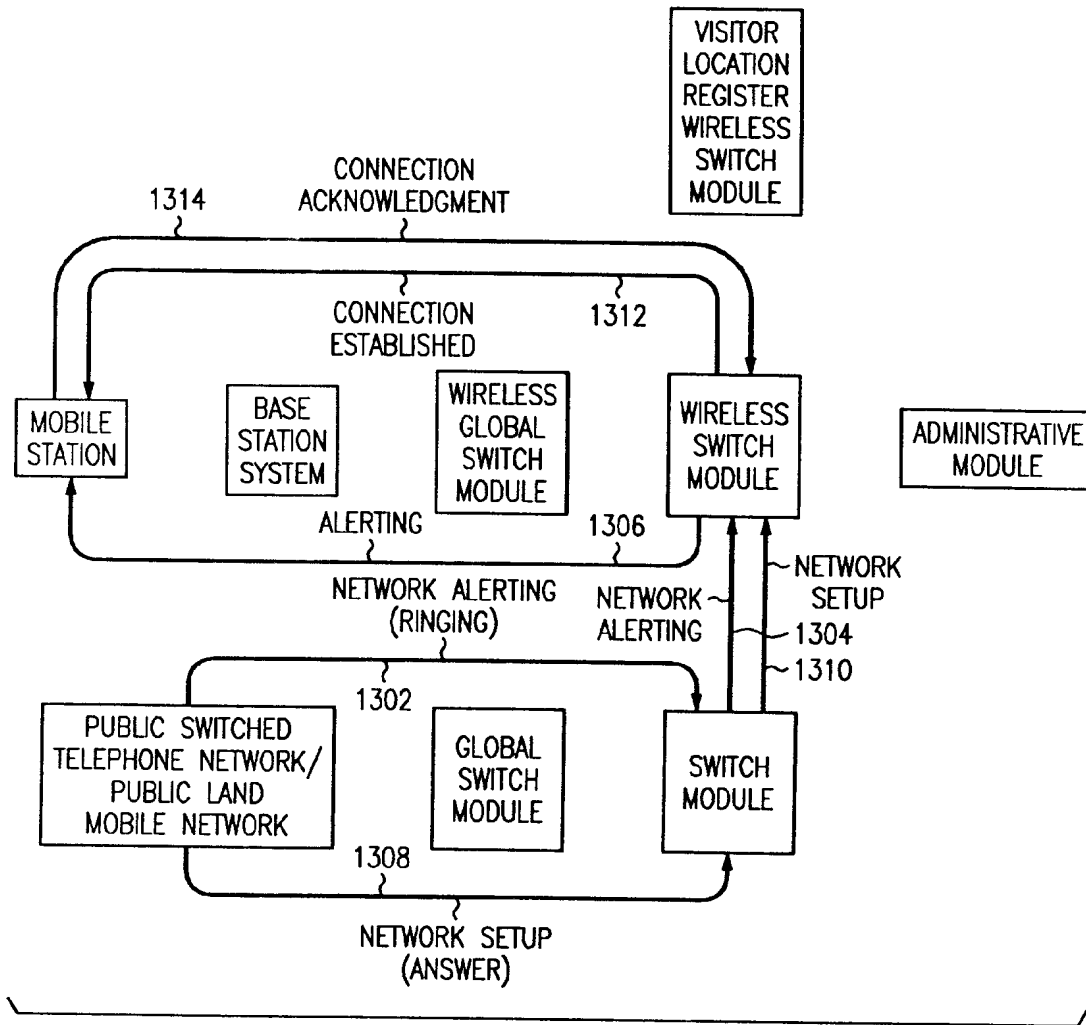 VISITOR
LOCATION
REGISTER
WIRELESS
SWITCH
MODULE
CONNECTION
ACKNOWLEDGMENT
1314
CONNECTION
ESTABLISHED
1312
MOBILE
STATION
BASE
STATION
SYSTEM
WIRELESS
GLOBAL
SWITCH
MODULE
WIRELESS
SWITCH
MODULE
ADMINISTRATIVE
MODULE
ALERTING
1306
NETWORK ALERTING
(RINGING)
NETWORK
ALERTING
NETWORK
SETUP
1304
1310
1302
PUBLIC SWITCHED
TELEPHONE NETWORK/
PUBLIC LAND
MOBILE NETWORK
GLOBAL
SWITCH
MODULE
SWITCH
MODULE
1308
NETWORK SETUP
(ANSWER)